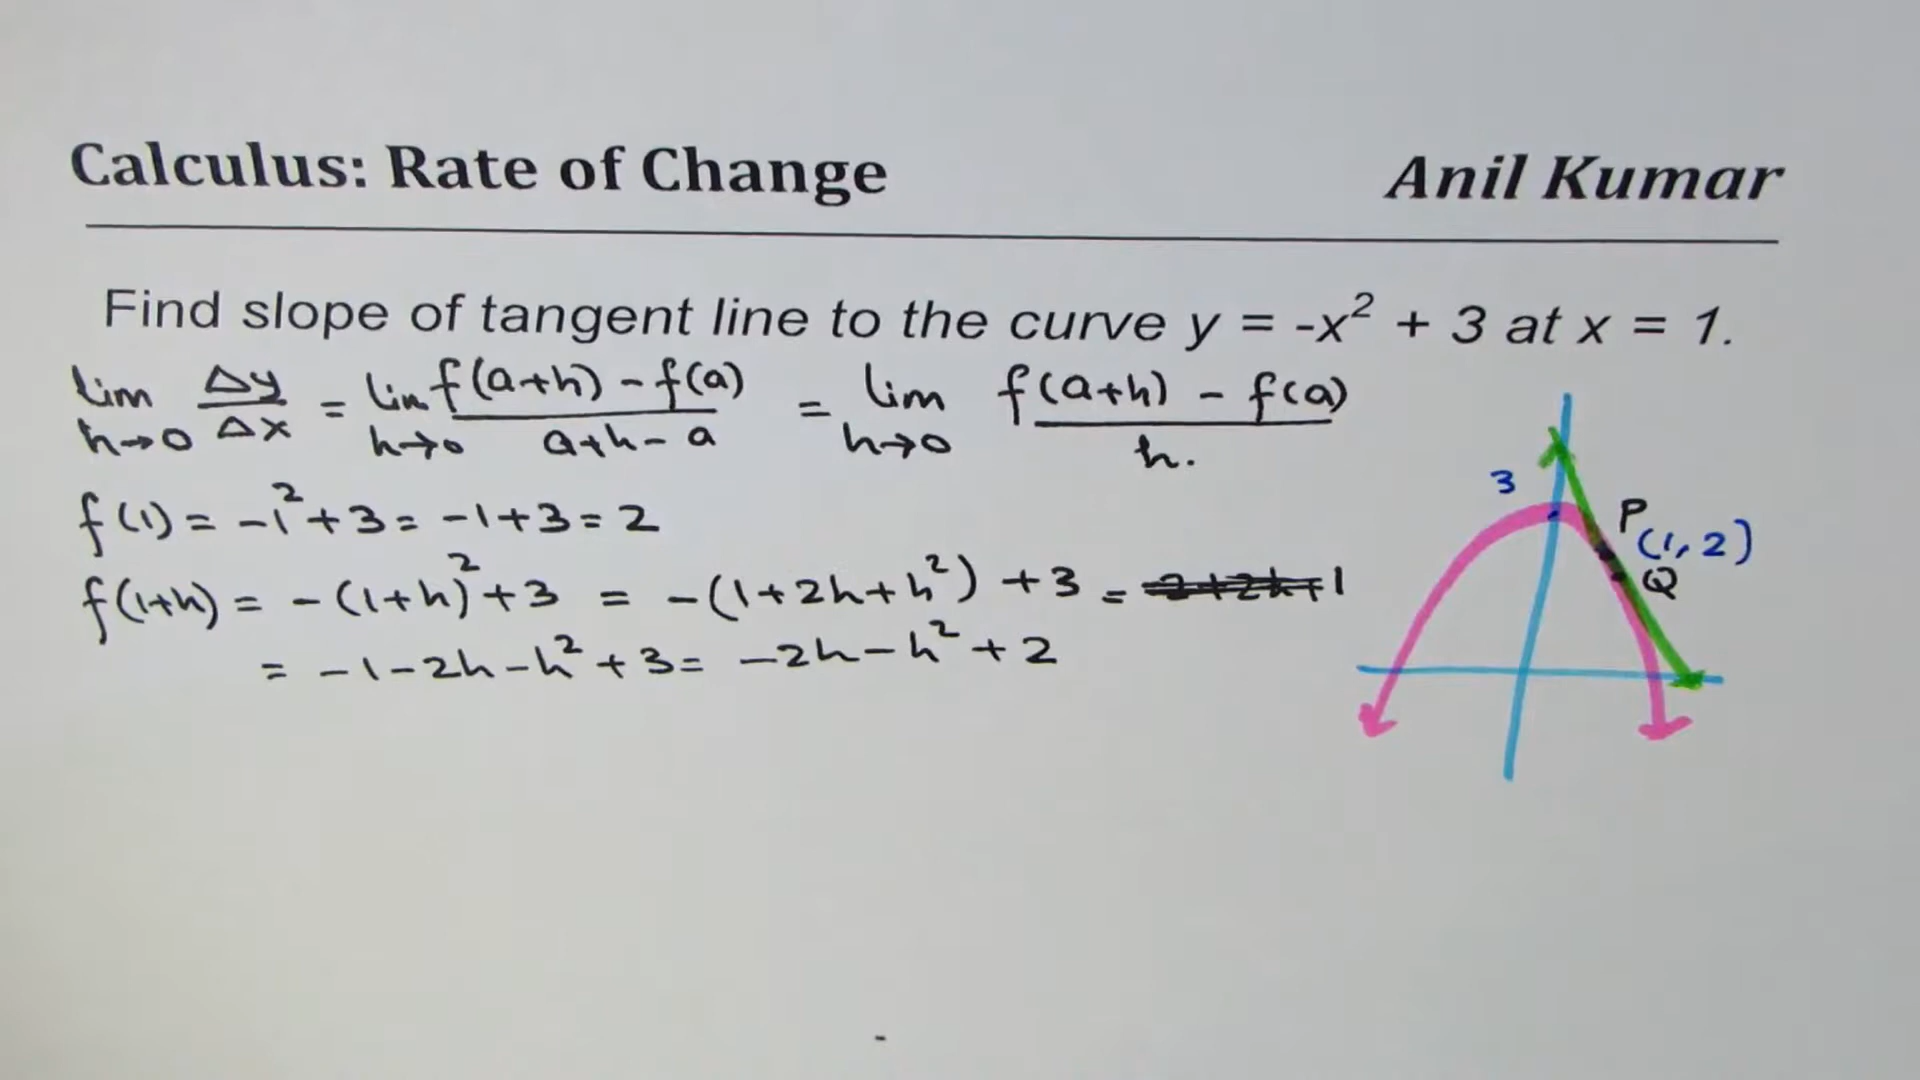 Calculus: Rate of Change Anil Kumar
Find slope of tangent line to the curve y = -x² + 3 at x = 1.
lim h→0 Δy/Δx = lim h→0 f(a+h) - f(a)/a+h-a = lim h→0 f(a+h) - f(a)/h.
f(1) = -1²+3 = -1+3 = 2
f(1+h) = -(1+h)²+3 = -(1+2h+h²) +3 = 1
= -1-2h-h²+3 = -2h-h²+2
3
P
(1,2)
Q